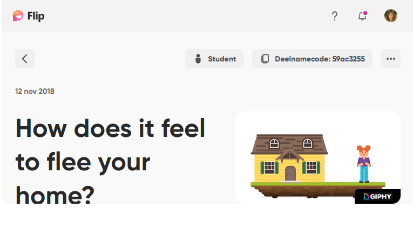 Flip
Student
Deelnamecode: 59ac3255
12 nov 2018
How does it feel
to flee your
home?
GIPHY